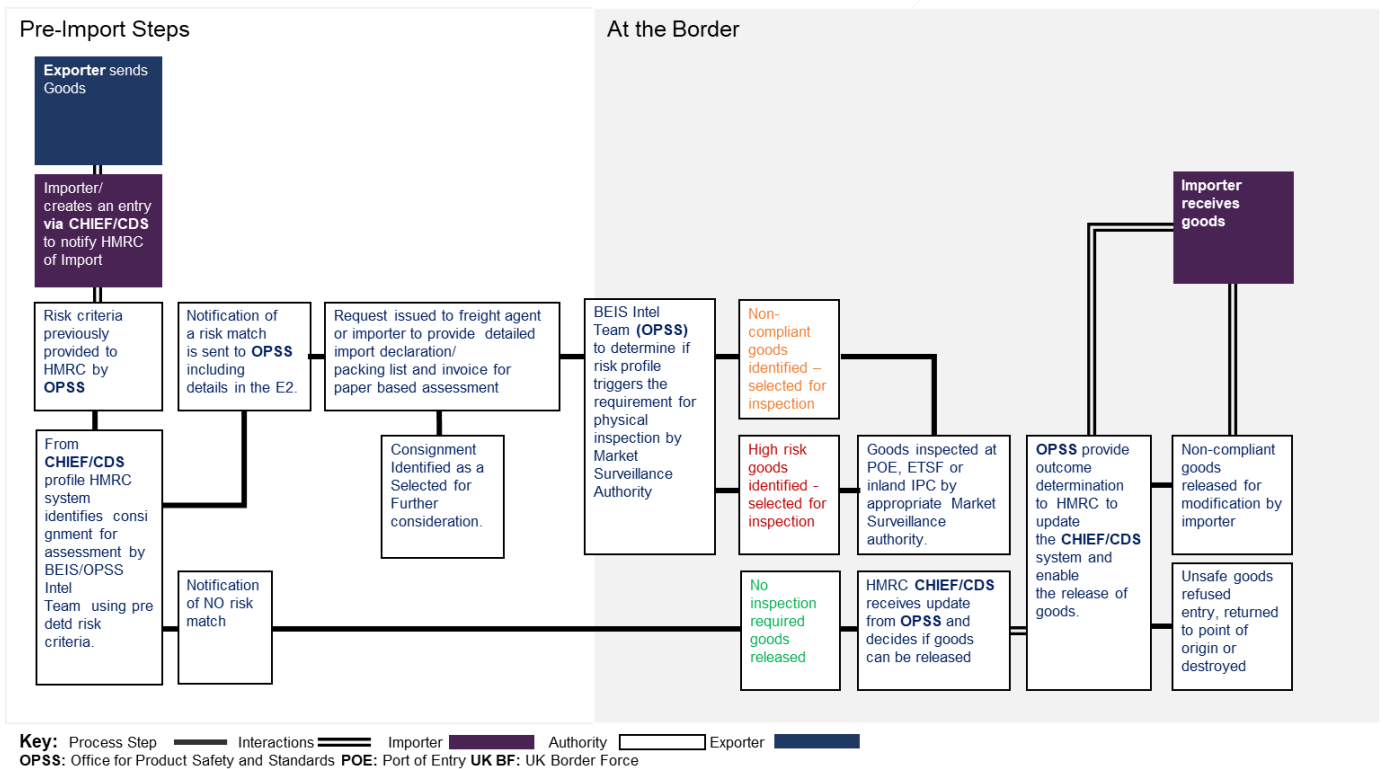 Pre-Import Steps
At the Border
Exporter sends
Goods
Importer/
creates an entry
via CHIEF/CDS
to notify HMRC
of Import
Risk criteria
previously
provided to
HMRC by
OPSS
From
CHIEF/CDS
profile HMRC
system
identifies consi
gnment for
assessment by
BEIS/OPSS
Intel
Team using pre
detd risk
criteria.
Notification of
a risk match
is sent to OPSS
including
details in the E2.
Notification
of NO risk
match
Request issued to freight agent
or importer to provide detailed
import declaration/
packing list and invoice for
paper based assessment
Consignment
Identified as a
Selected for
Further
consideration.
BEIS Intel
Team (OPSS)
to determine if
risk profile
triggers the
requirement for
physical
inspection by
Market
Surveillance
Authority
Non-
compliant
goods
identified –
selected for
inspection
High risk
goods
identified -
selected for
inspection
No
inspection
required
goods
released
Goods inspected at
POE, ETSF or
inland IPC by
appropriate Market
Surveillance
authority.
HMRC CHIEF/CDS
receives update
from OPSS and
decides if goods
can be released
OPSS provide
outcome
determination
to HMRC to
update
the CHIEF/CDS
system and
enable
the release of
goods.
Importer
receives
goods
Non-compliant
goods
released for
modification by
importer
Unsafe goods
refused
entry, returned
to point of
origin or
destroyed
Key: Process Step Interactions Importer Authority Exporter
OPSS: Office for Product Safety and Standards POE: Port of Entry UK BF: UK Border Force